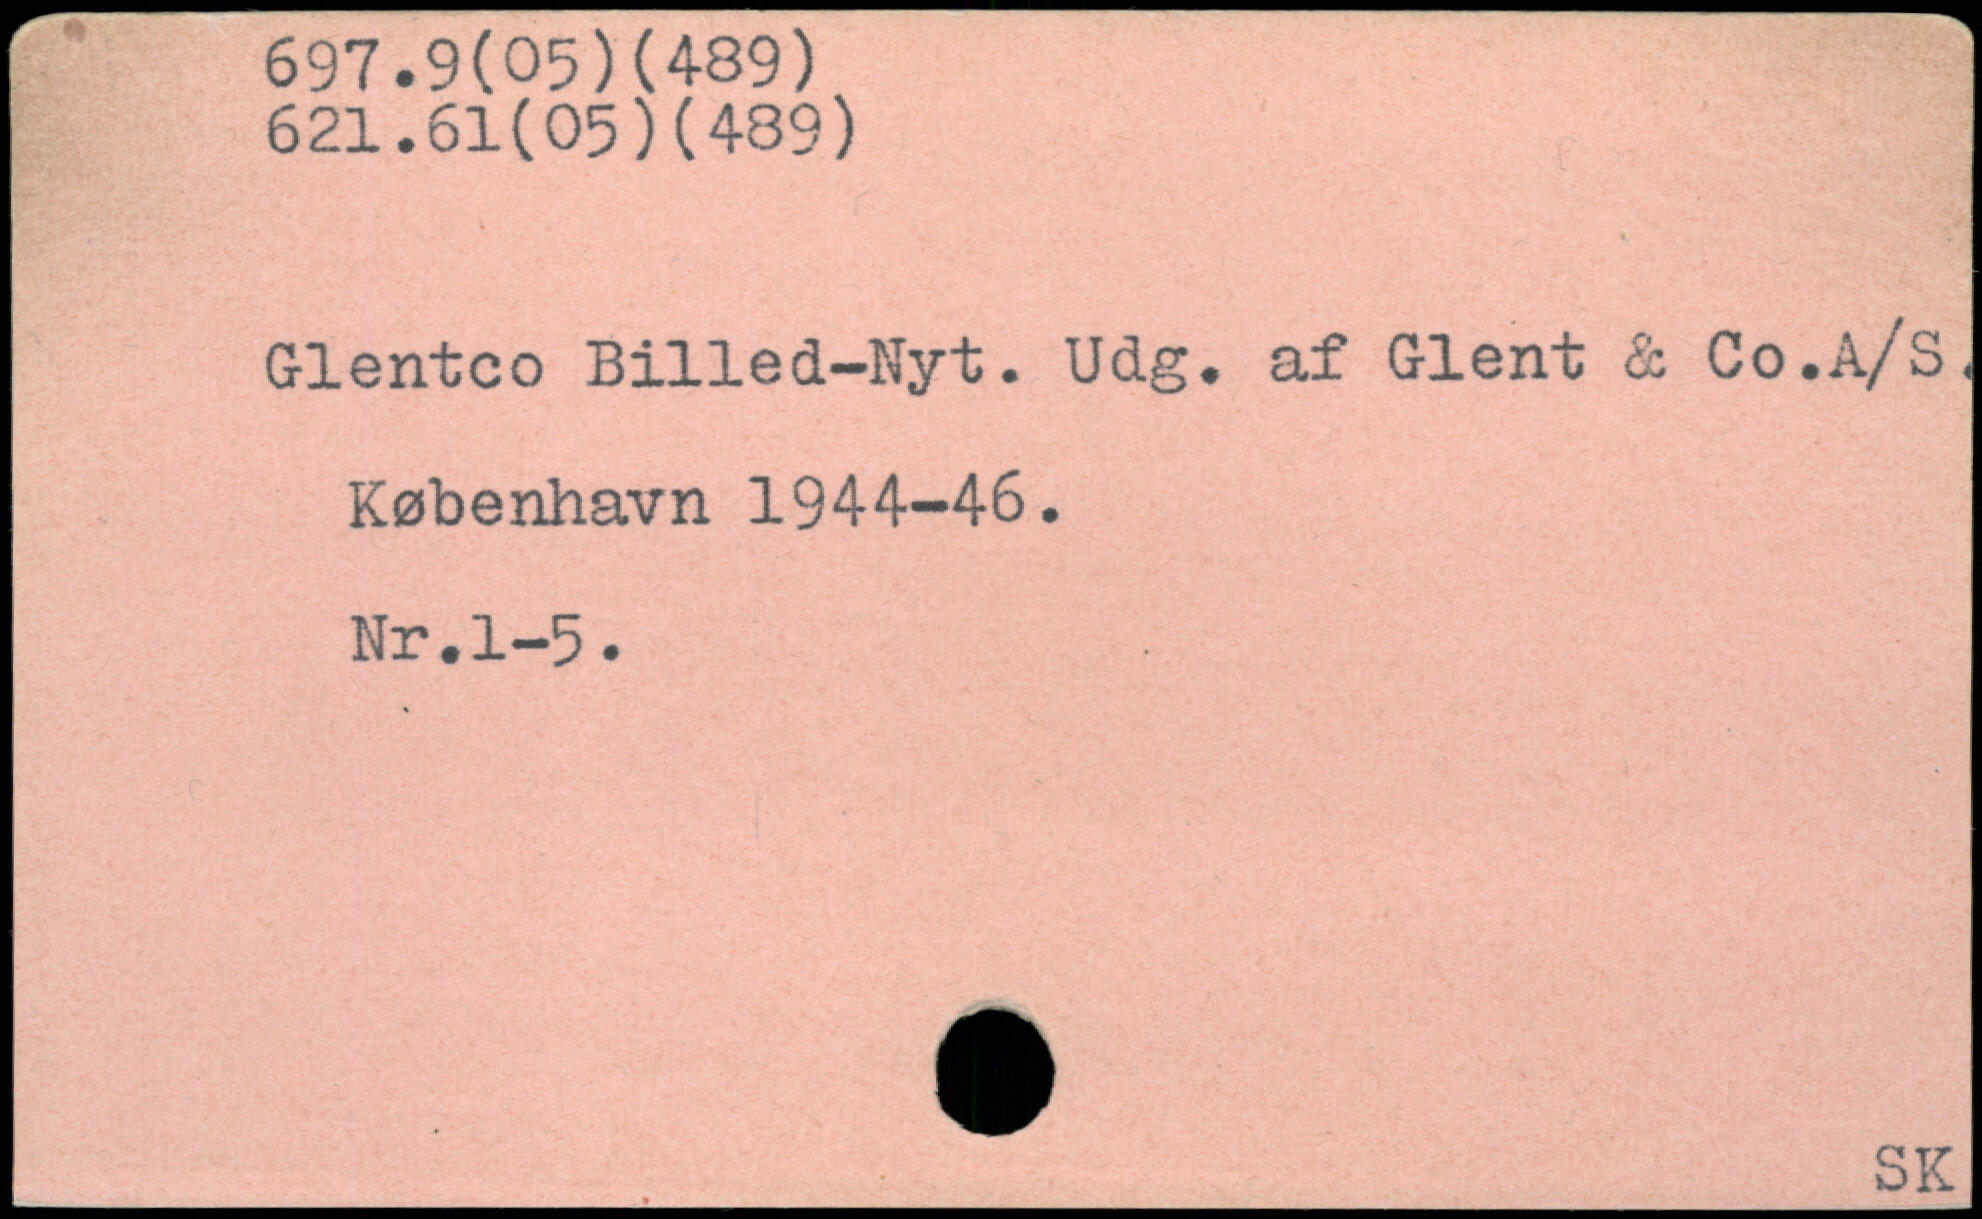 697.9(05)(489)
621.61(05)(489)
Glentco Billed-Nyt. Udg. af Glent & Co.A/S.
København 1944-46.
Nr.1-5.
SK